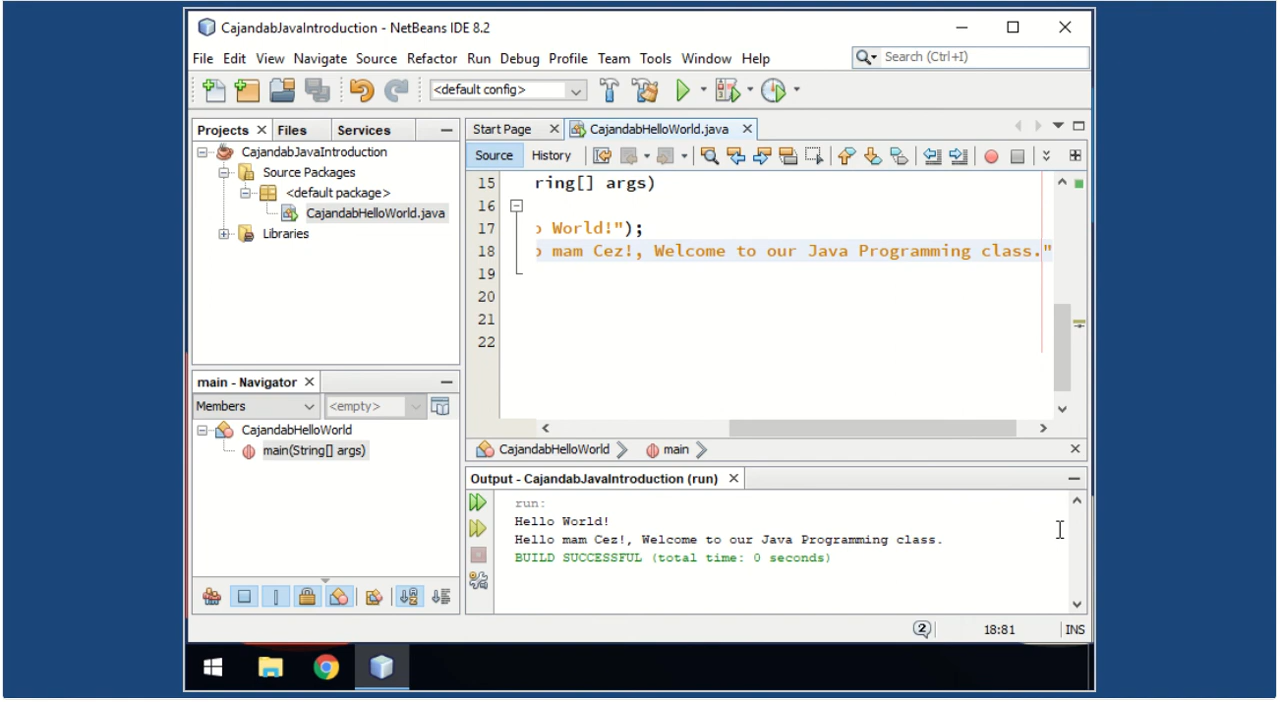 CajandabJavaIntroduction - NetBeans IDE 8.2
File Edit View Navigate Source Refactor Run Debug Profile Team Tools Window Help
Search (Ctrl+I)
<default config>
Projects Files Services
CajandabJavaIntroduction
Source Packages
<default package>
CajandabHelloWorld.java
Libraries
main - Navigator
Members <empty>
CajandabHelloWorld
main(String[] args)
Start Page CajandabHelloWorld.java
Source History
15 ring[] args)
16
17 World!");
18 mam Cez!, Welcome to our Java Programming class."
19
20
21
22
CajandabHelloWorld main
Output - CajandabJavaIntroduction (run)
run:
Hello World!
Hello mam Cez!, Welcome to our Java Programming class.
BUILD SUCCESSFUL (total time: 0 seconds)
2 18:81 INS